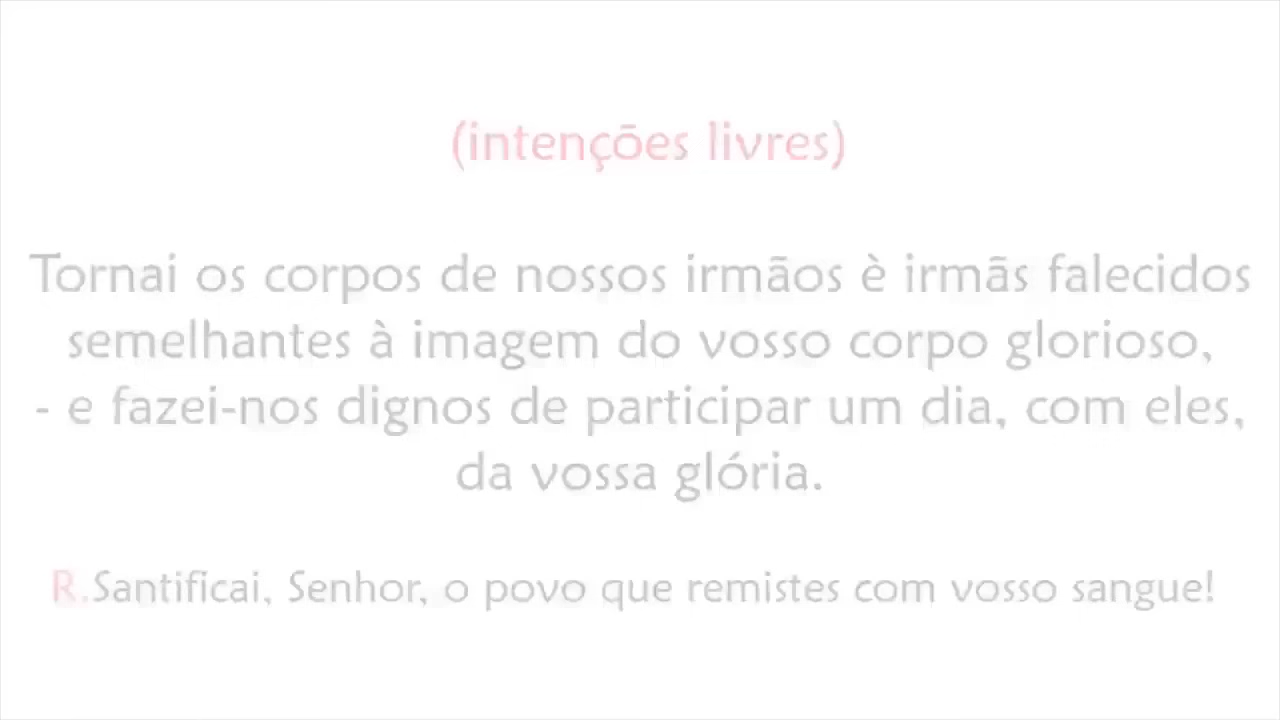 (intenções livres)
Tornai os corpos de nossos irmãos è irmãs falecidos
semelhantes à imagem do vosso corpo glorioso,
- e fazei-nos dignos de participar um dia, com eles,
da vossa glória.
R.Santificai, Senhor, o povo que remistes com vosso sangue!